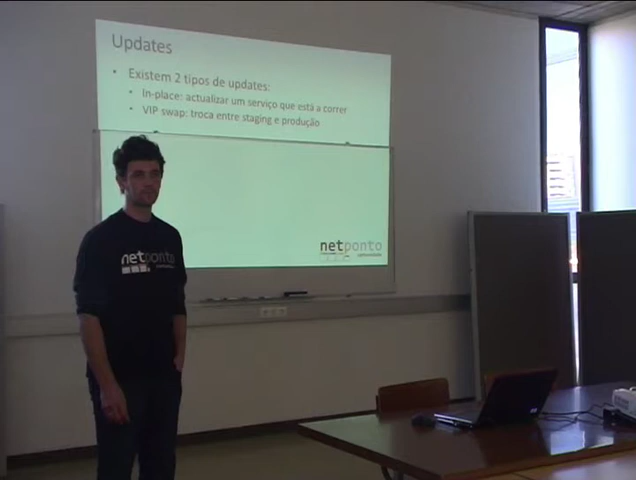 Updates
• Existem 2 tipos de updates:
• In-place: actualizar um serviço que está a correr
• VIP swap: troca entre staging e produção
netponto
netponto